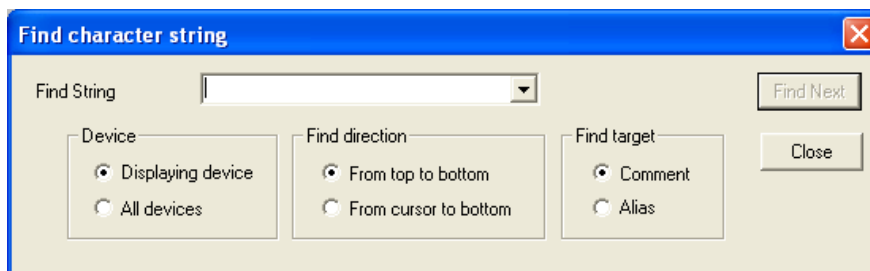 Find character string
Find String
Find Next
Device
Find direction
Find target
Close
Displaying device
From top to bottom
Comment
All devices
From cursor to bottom
Alias